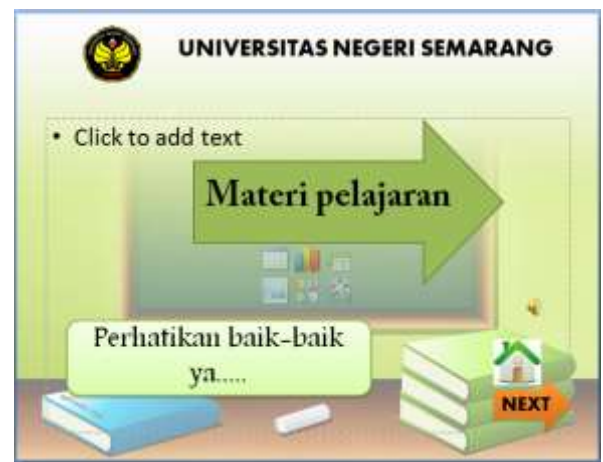 UNIVERSITAS NEGERI SEMARANG
• Click to add text
Materi pelajaran
Perhatikan baik-baik
ya.....
NEXT